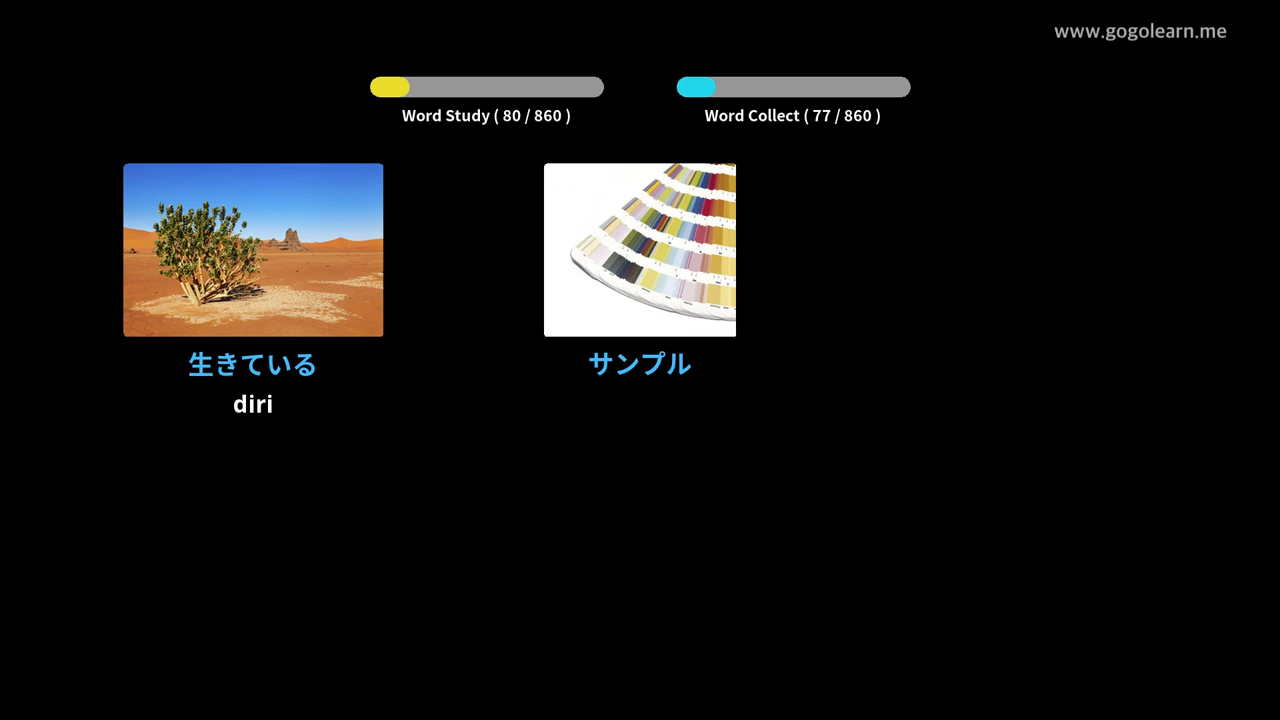 www.gogolearn.me
Word Study ( 80 / 860 )
Word Collect ( 77 / 860 )
生きている
diri
サンプル